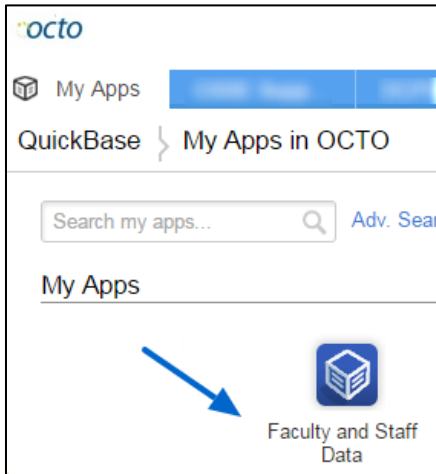 octo
My Apps
QuickBase My Apps in OCTO
Search my apps... Adv. Sear
My Apps
Faculty and Staff
Data